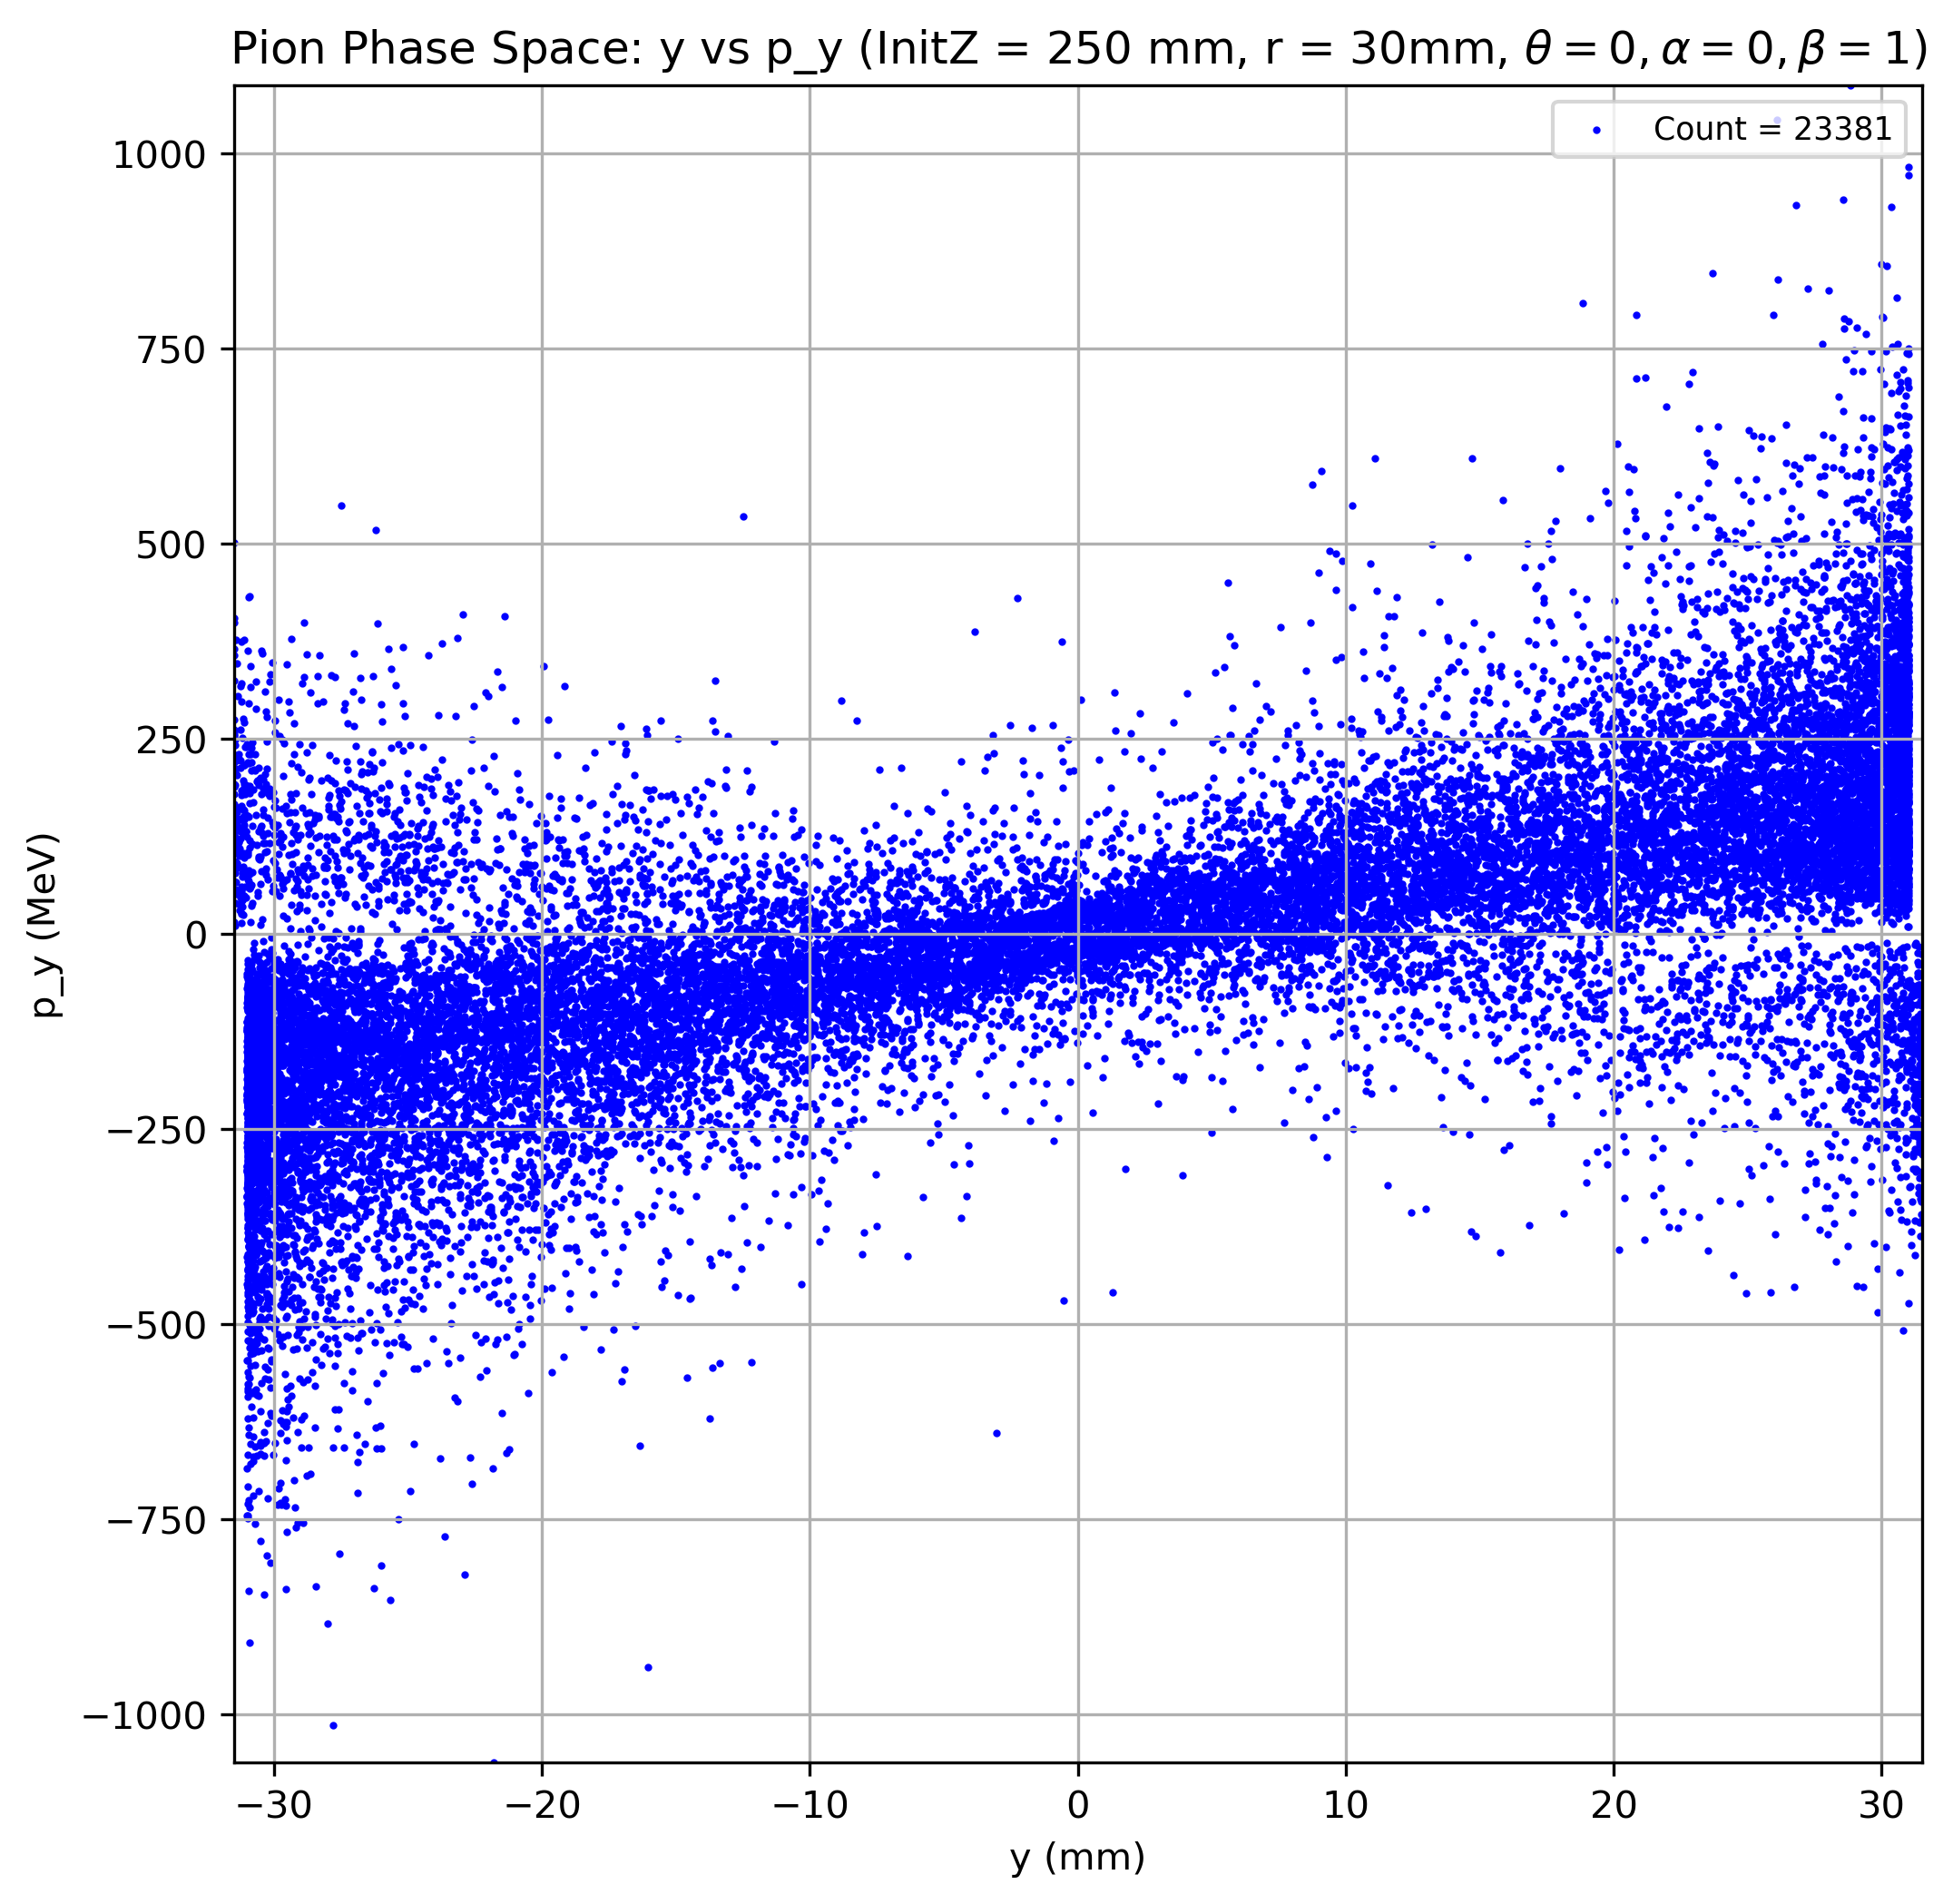 Pion Phase Space: y vs p_y (InitZ = 250 mm, r = 30mm, θ = 0, α = 0, β = 1)
Count = 23381
1000
750
500
250
0
−250
−500
−750
−1000
p_y (MeV)
−30 −20 −10 0 10 20 30
y (mm)